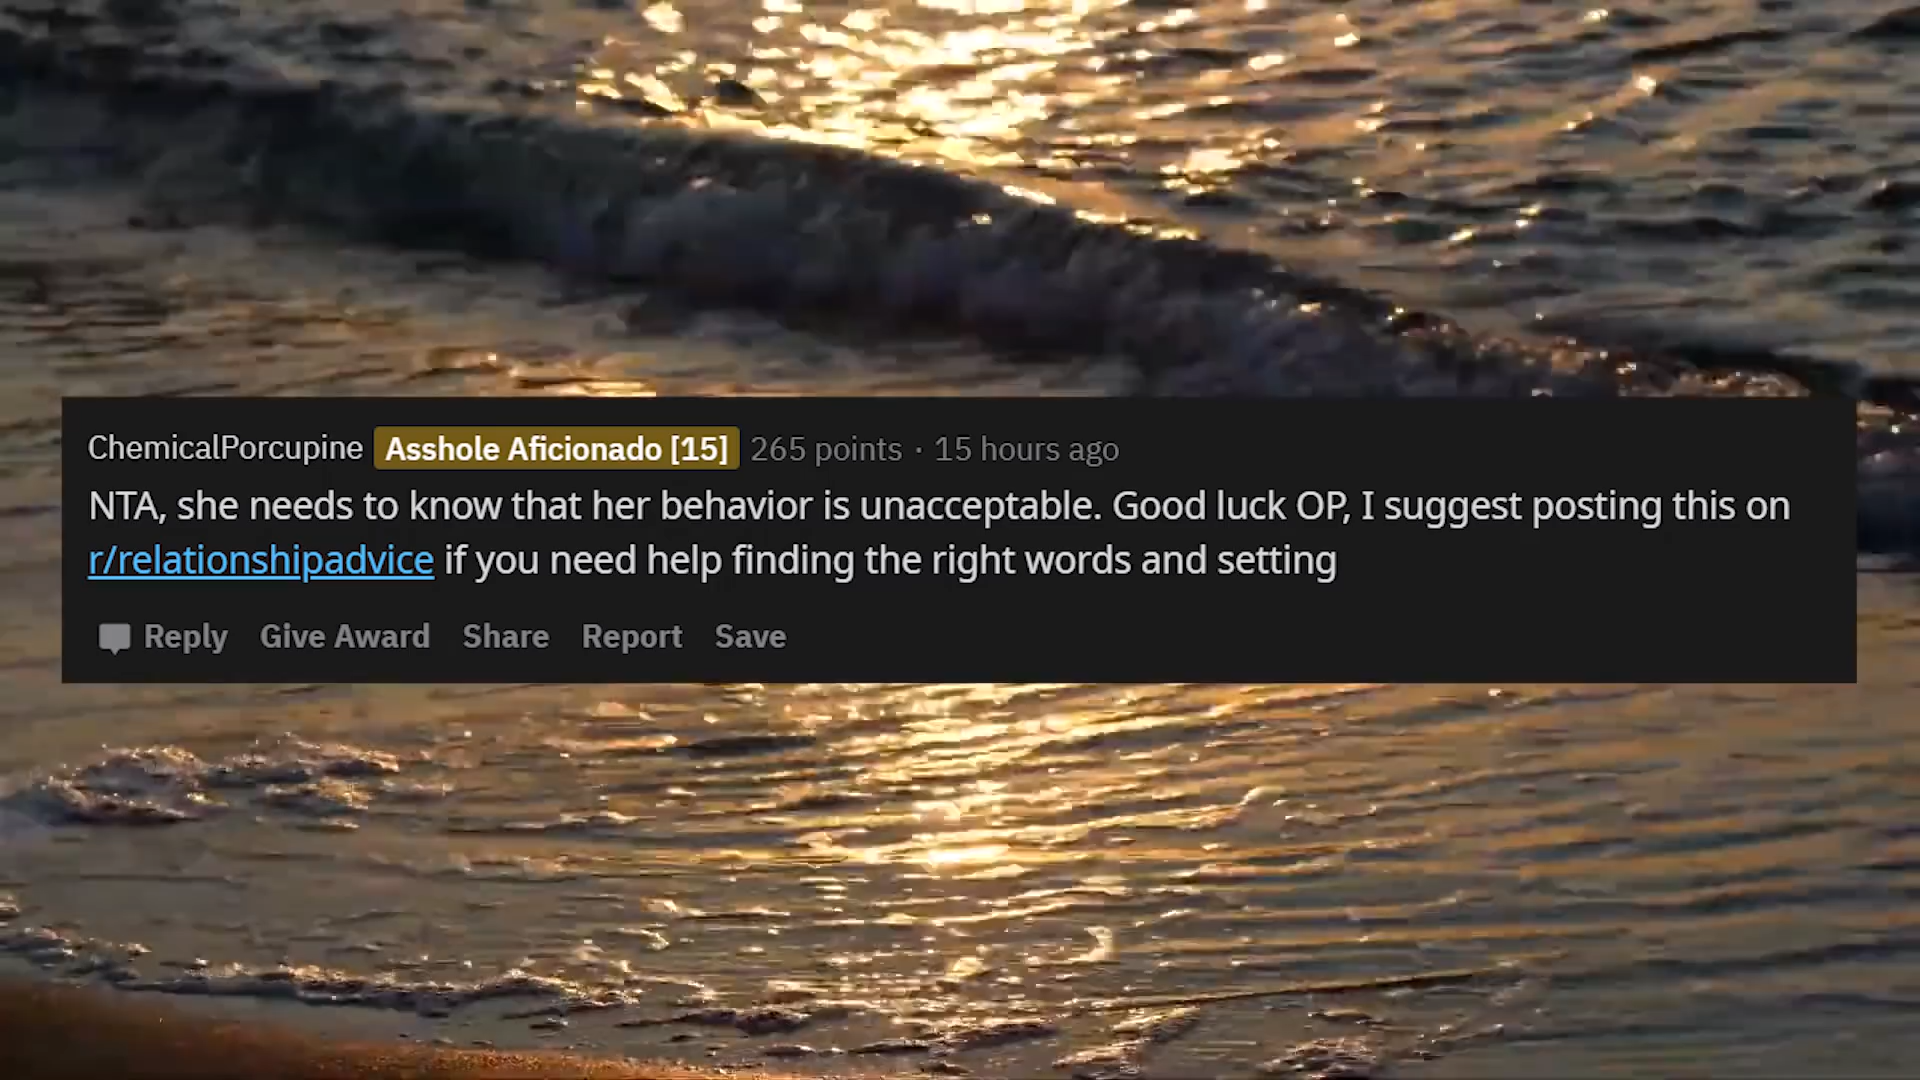 ChemicalPorcupine Asshole Aficionado [15] 265 points · 15 hours ago
NTA, she needs to know that her behavior is unacceptable. Good luck OP, I suggest posting this on
r/relationshipadvice if you need help finding the right words and setting
Reply Give Award Share Report Save